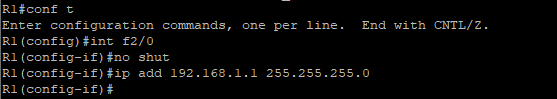 R1#conf t
Enter configuration commands, one per line.  End with CNTL/Z.
R1(config)#int f2/0
R1(config-if)#no shut
R1(config-if)#ip add 192.168.1.1 255.255.255.0
R1(config-if)#